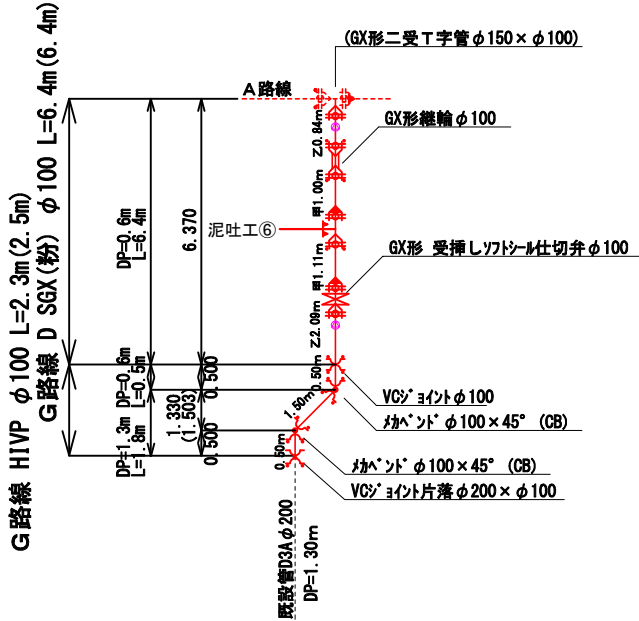 (GX形二受T字管φ150×φ100)
A路線
GX形継輪φ100
乙0.84m
甲1.00m
泥吐工⑥
甲1.11m
GX形 受挿しソフトシール仕切弁φ100
乙2.09m
0.50m
VCジョイントφ100
メカベンドφ100×45° (CB)
1.50m
0.50m
メカベンドφ100×45° (CB)
VCジョイント片落φ200×φ100
既設管D3Aφ200
DP=1.30m
G路線 HIVP φ100 L=2.3m(2.5m)
G路線 D SGX(粉) φ100 L=6.4m(6.4m)
DP=0.6m
L=6.4m
6.370
DP=0.6m
L=0.5m
0.500
DP=1.3m
L=1.8m
1.330
(1.503)
0.500